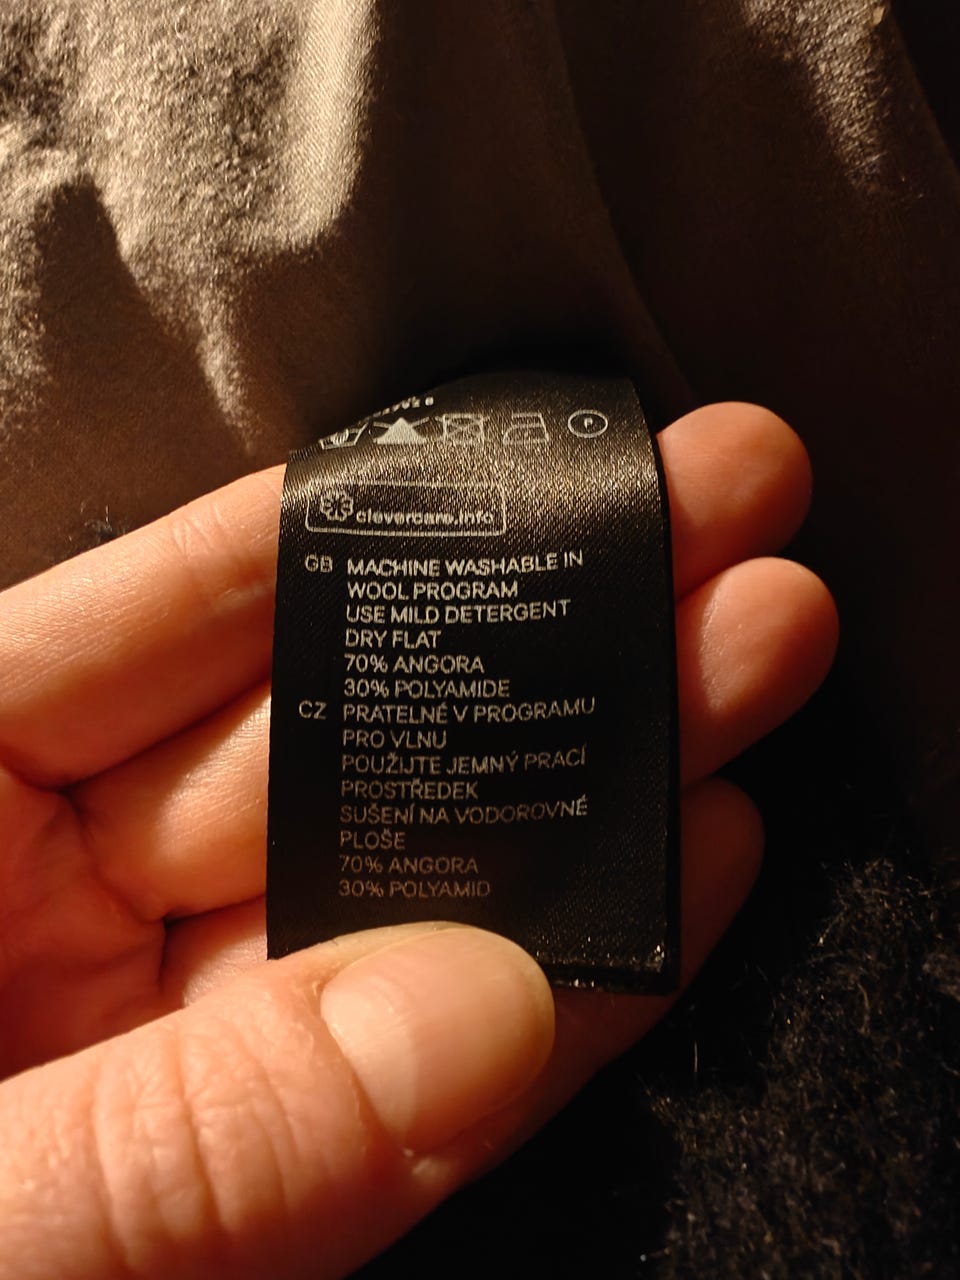 P
clevercare.info
GB MACHINE WASHABLE IN
WOOL PROGRAM
USE MILD DETERGENT
DRY FLAT
70% ANGORA
30% POLYAMIDE
CZ PRATELNÉ V PROGRAMU
PRO VLNU
POUŽIJTE JEMNÝ PRACÍ
PROSTŘEDEK
SUŠENÍ NA VODOROVNÉ
PLOŠE
70% ANGORA
30% POLYAMID